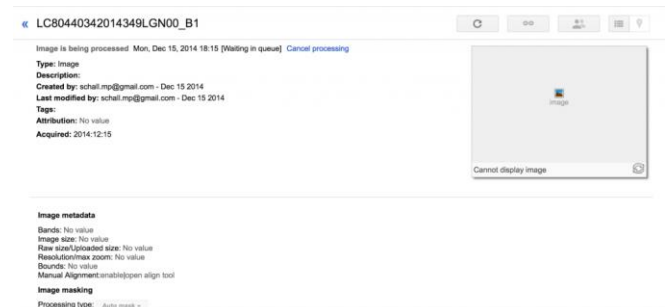 « LC80440342014349LGN00_B1
Image is being processed Mon, Dec 15, 2014 18:15 [Waiting in queue] Cancel processing
Type: Image
Description:
Created by: schall.mp@gmail.com - Dec 15 2014
Last modified by: schall.mp@gmail.com - Dec 15 2014
Tags:
Attribution: No value
Acquired: 2014:12:15
image
Cannot display image
Image metadata
Bands: No value
Image size: No value
Raw size/Uploaded size: No value
Resolution/max zoom: No value
Bounds: No value
Manual Alignment:enable|open align tool
Image masking
Processing type: Auto mask